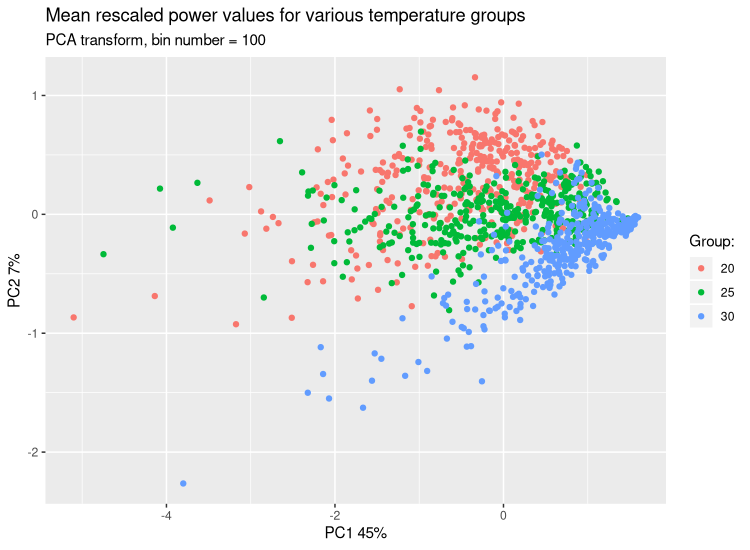 Mean rescaled power values for various temperature groups
PCA transform, bin number = 100
1
0
-1
-2
PC2 7%
-4
-2
0
PC1 45%
Group:
20
25
30